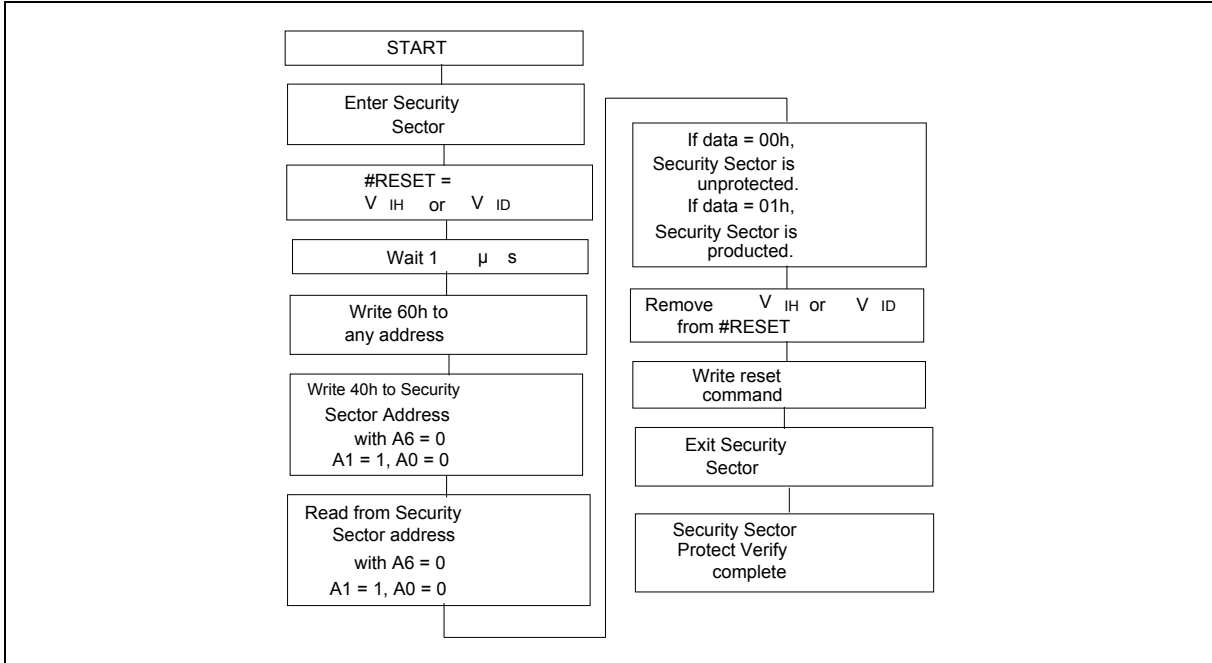 START
Enter Security
Sector
#RESET =
V IH or V ID
Wait 1 µ s
Write 60h to
any address
Write 40h to Security
Sector Address
with A6 = 0
A1 = 1, A0 = 0
Read from Security
Sector address
with A6 = 0
A1 = 1, A0 = 0
If data = 00h,
Security Sector is
unprotected.
If data = 01h,
Security Sector is
producted.
Remove V IH or V ID
from #RESET
Write reset
command
Exit Security
Sector
Security Sector
Protect Verify
complete